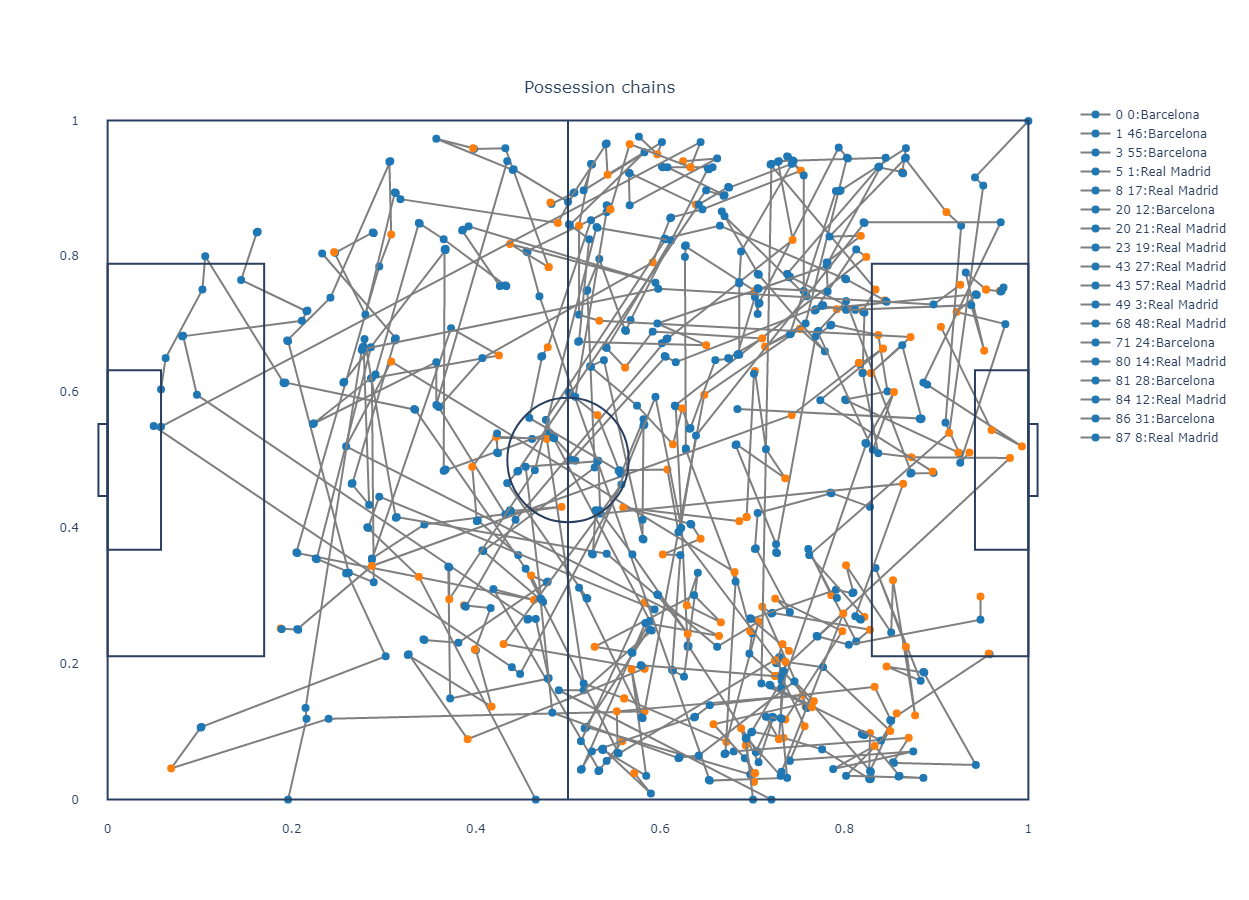 Possession chains
1
0.8
0.6
0.4
0.2
0
0 0.2 0.4 0.6 0.8 1
0 0:Barcelona
1 46:Barcelona
3 55:Barcelona
5 1:Real Madrid
8 17:Real Madrid
20 12:Barcelona
20 21:Real Madrid
23 19:Real Madrid
43 27:Real Madrid
43 57:Real Madrid
49 3:Real Madrid
68 48:Real Madrid
71 24:Barcelona
80 14:Real Madrid
81 28:Barcelona
84 12:Real Madrid
86 31:Barcelona
87 8:Real Madrid